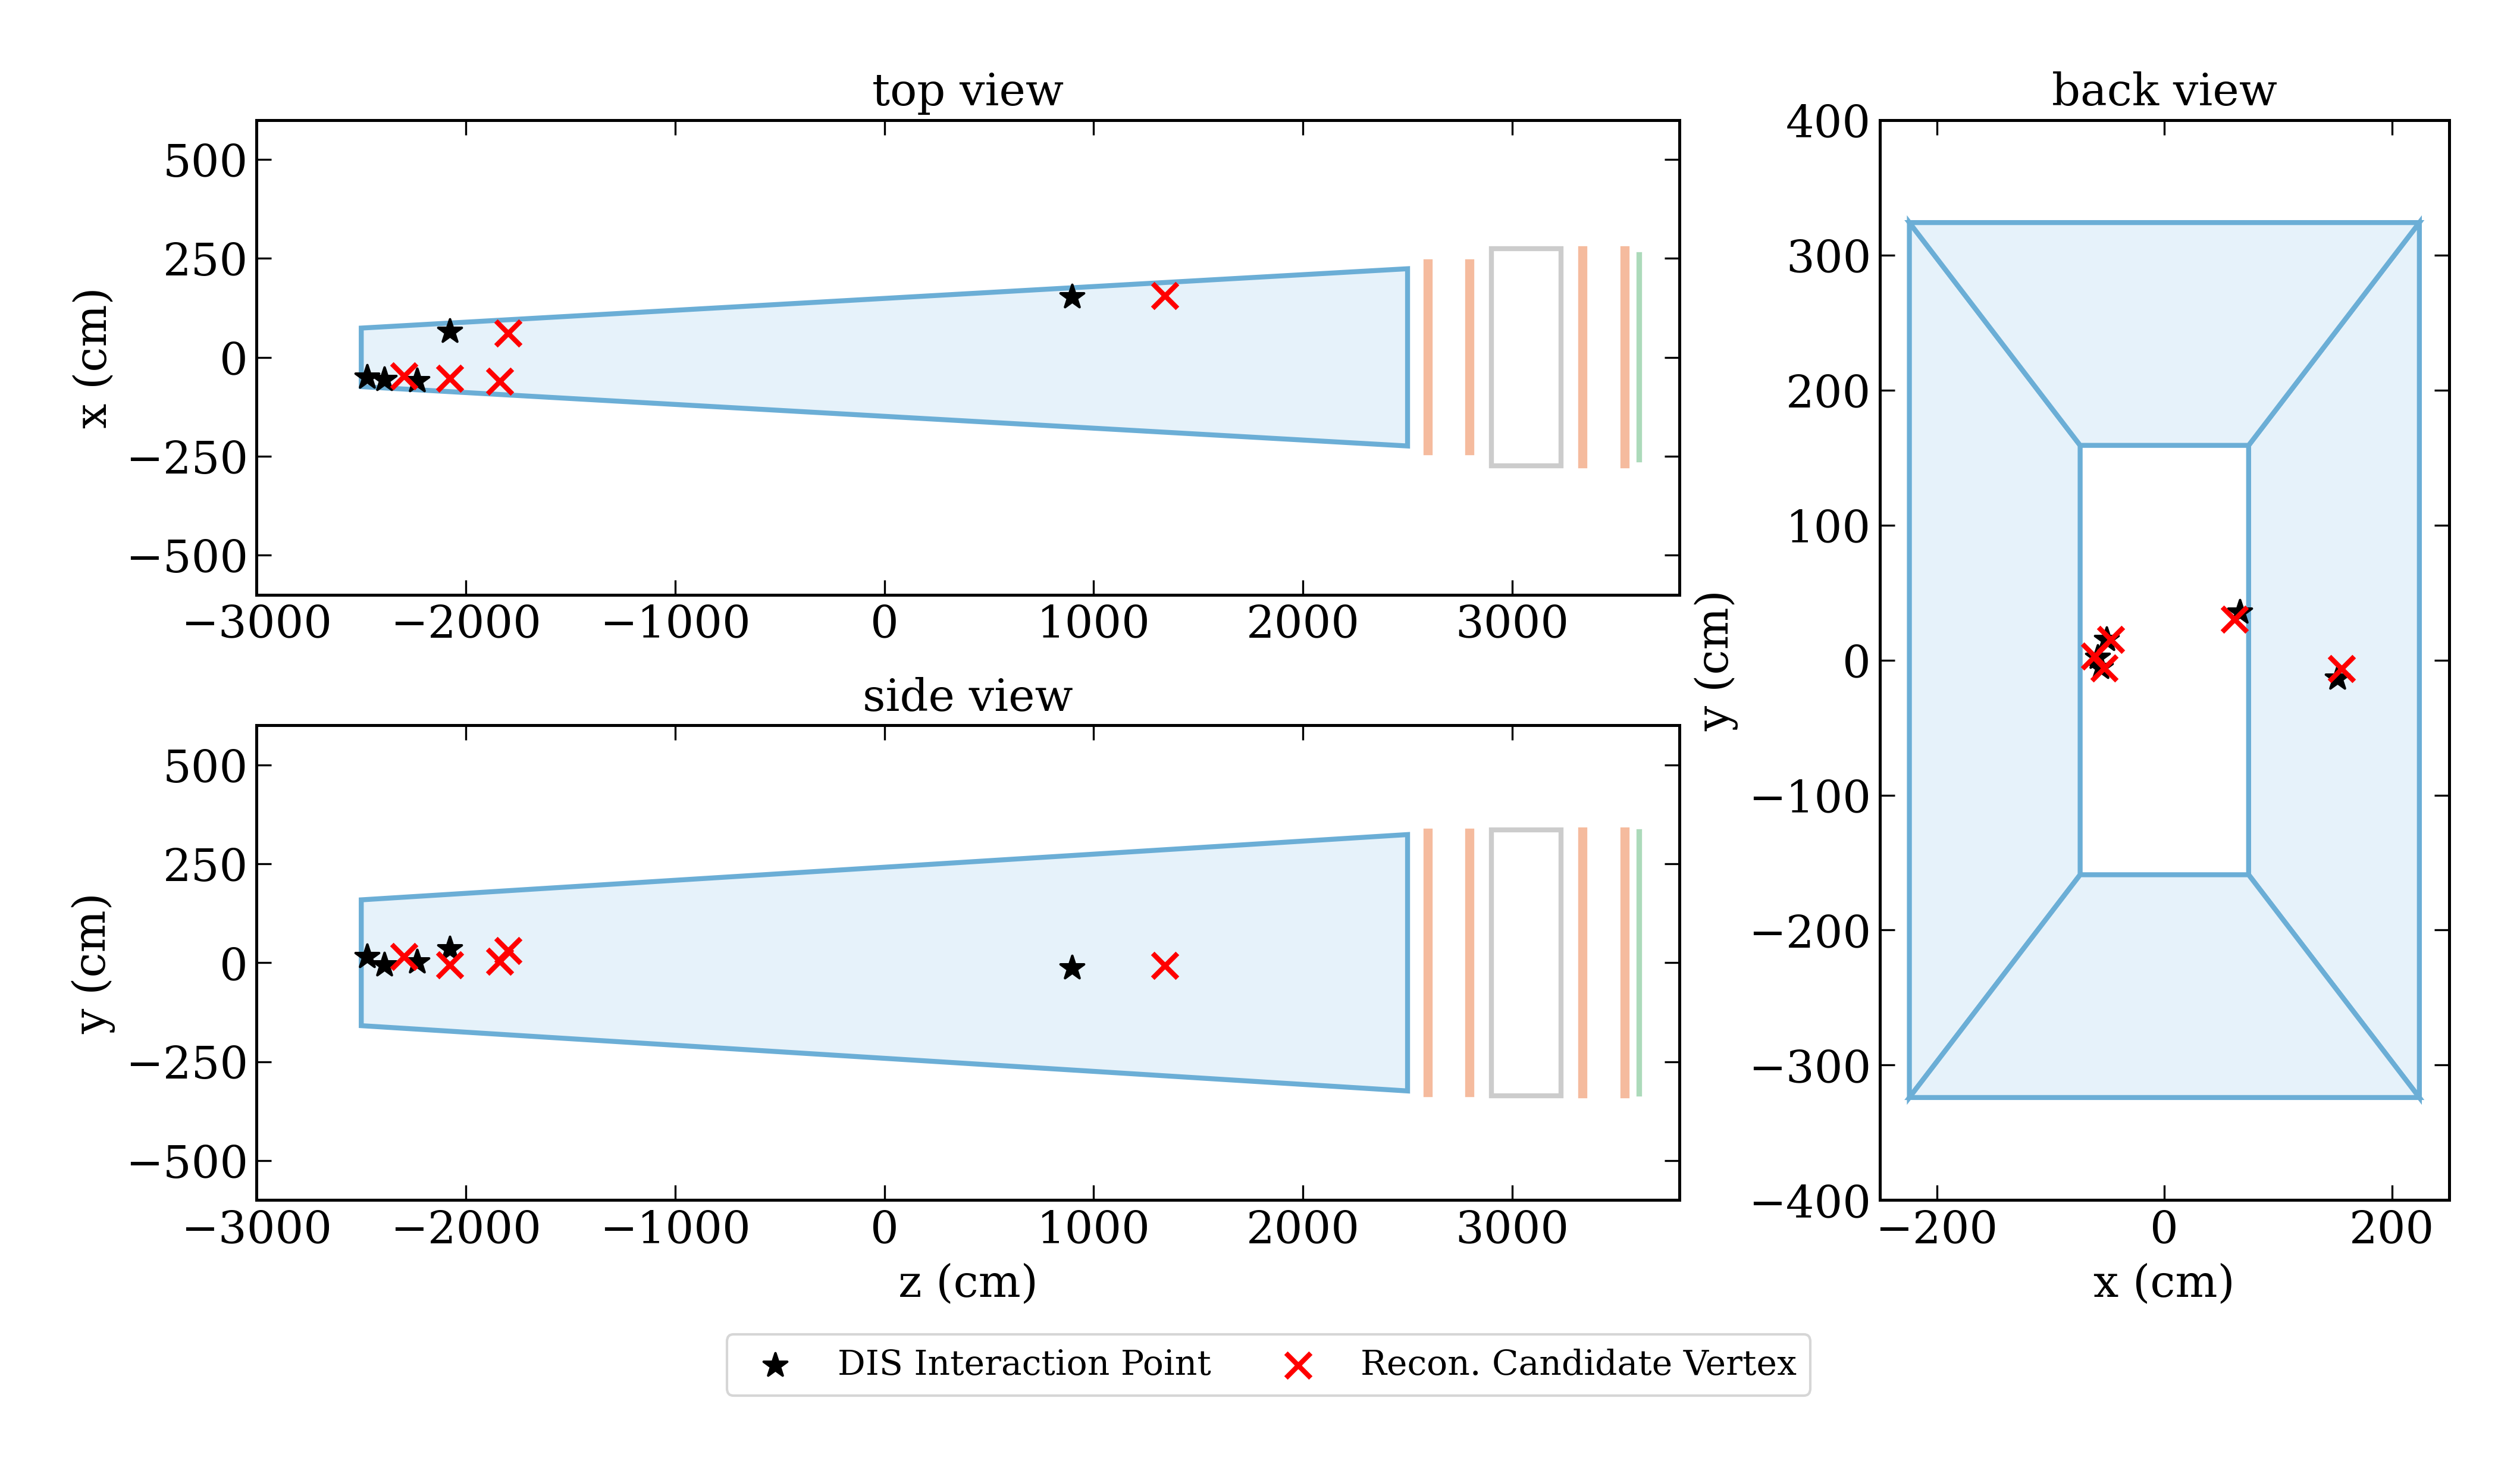 top view
x (cm)
500
250
0
−250
−500
−3000 −2000 −1000 0 1000 2000 3000
side view
y (cm)
500
250
0
−250
−500
−3000 −2000 −1000 0 1000 2000 3000
z (cm)
back view
y (cm)
400
300
200
100
0
−100
−200
−300
−400
−200 0 200
x (cm)
DIS Interaction Point Recon. Candidate Vertex